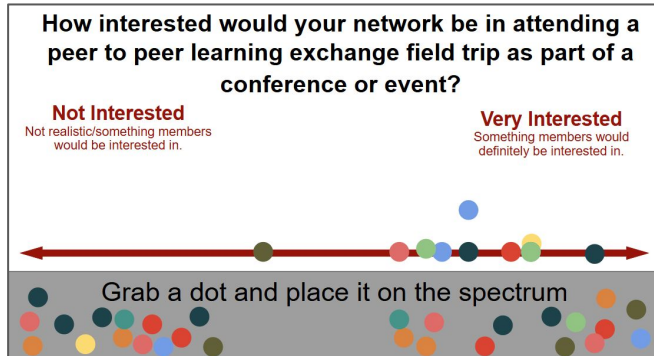 How interested would your network be in attending a
peer to peer learning exchange field trip as part of a
conference or event?
Not Interested
Not realistic/something members
would be interested in.
Very Interested
Something members would
definitely be interested in.
Grab a dot and place it on the spectrum